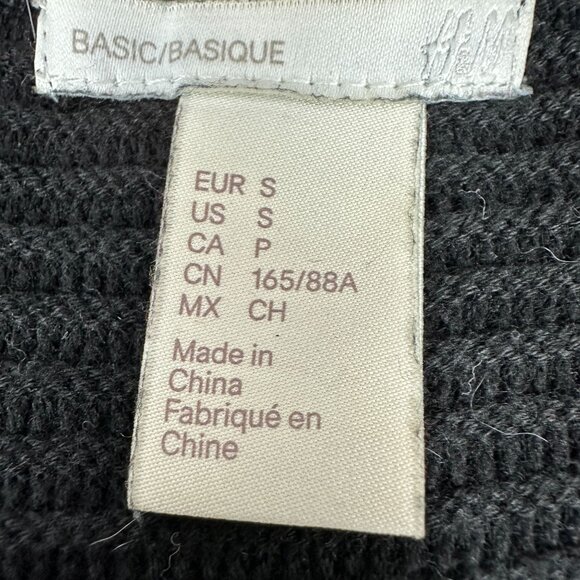 BASIC/BASIQUE H&M
EUR S
US S
CA P
CN 165/88A
MX CH
Made in
China
Fabriqué en
Chine